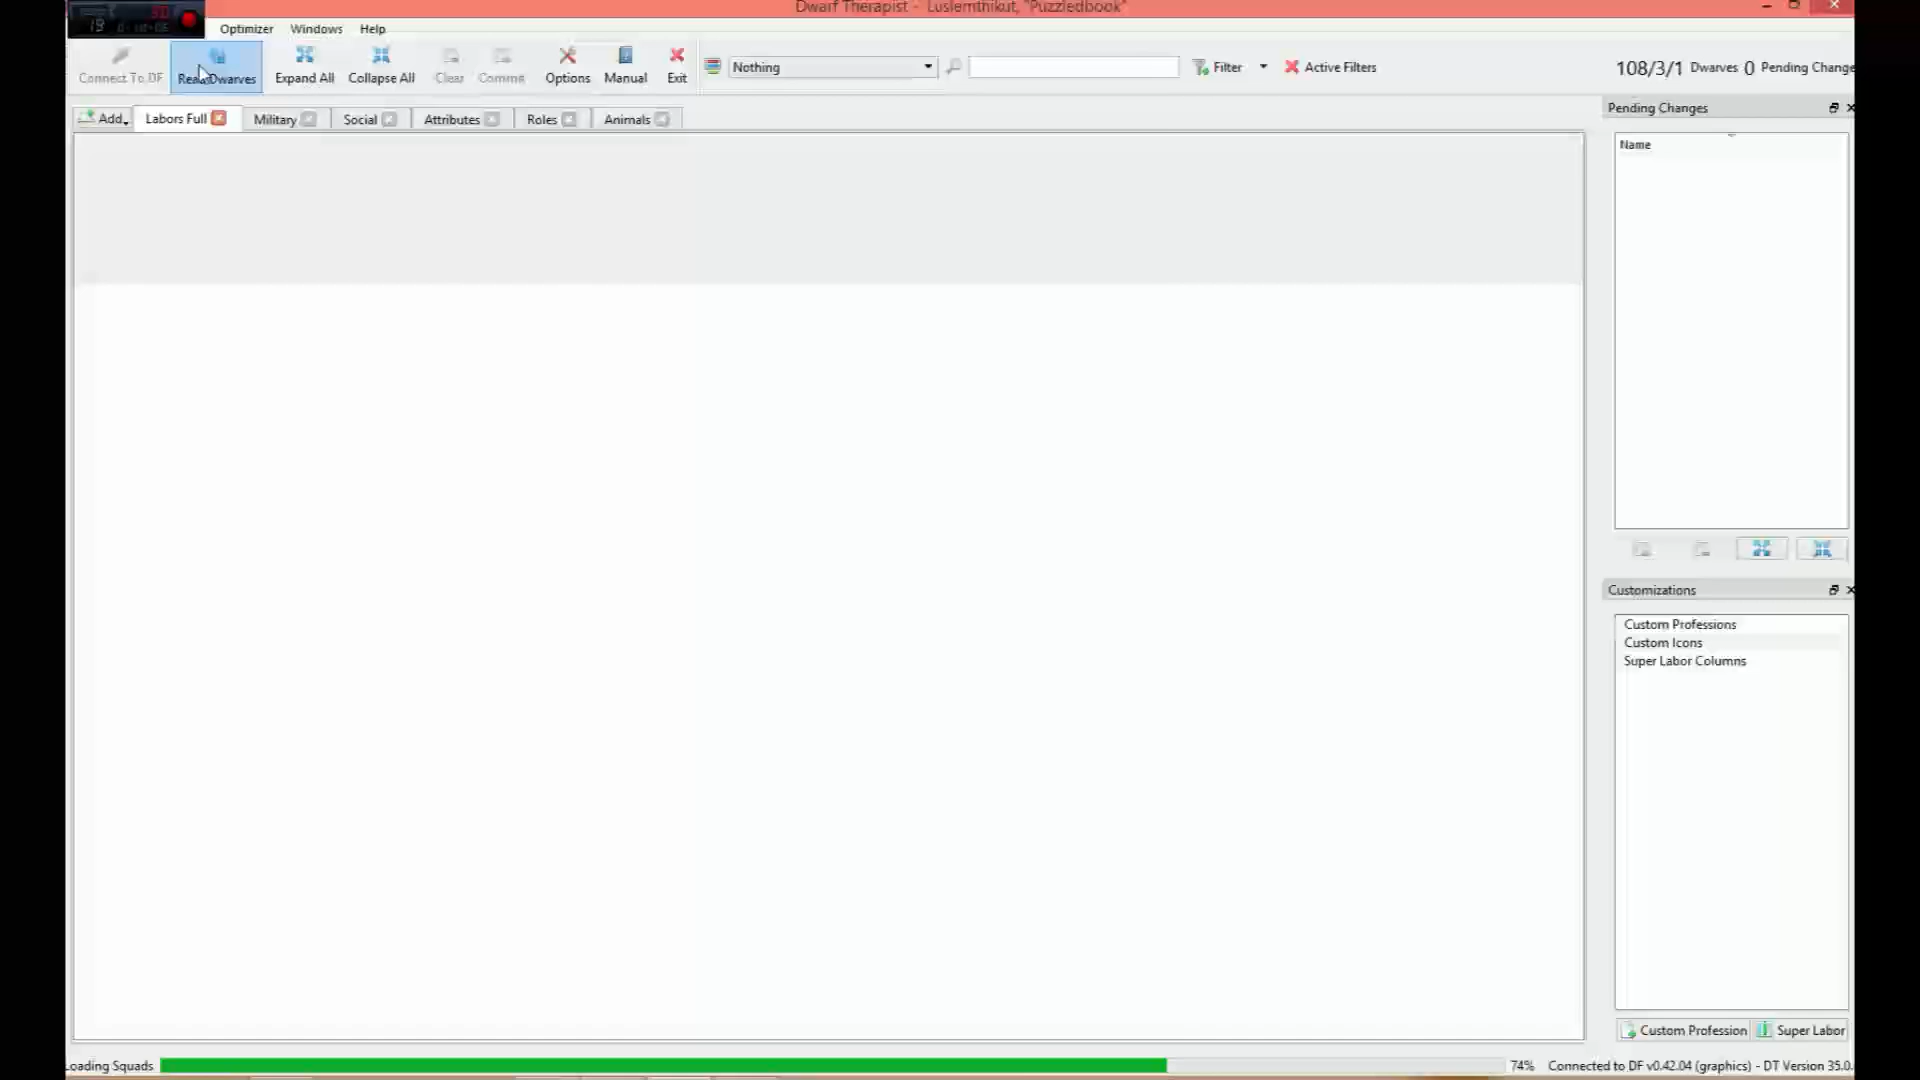 Dwarf Therapist - Luslemthikut, "Puzzledbook"
Optimizer Windows Help
Connect To DF
Read Dwarves
Expand All
Collapse All
Clear
Options
Manual
Exit
Nothing
Filter
Active Filters
108/3/1 Dwarves 0 Pending Change
Add
Labors Full
Military
Social
Attributes
Roles
Animals
Pending Changes
Name
Customizations
Custom Professions
Custom Icons
Super Labor Columns
Custom Profession
Super Labor
Loading Squads
74%
Connected to DF v0.42.04 (graphics) - DT Version 35.0.